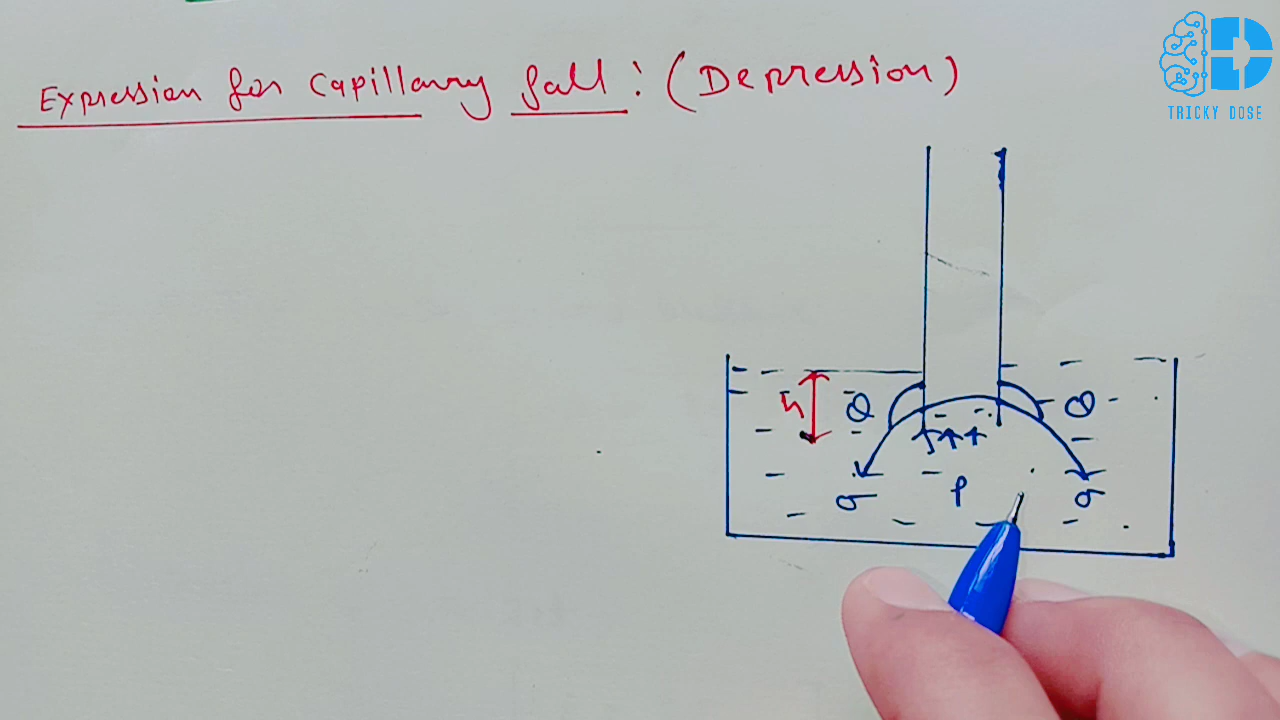 Expression for Capillary fall : (Depression)
TRICKY DOSE
h θ θ
σ P σ